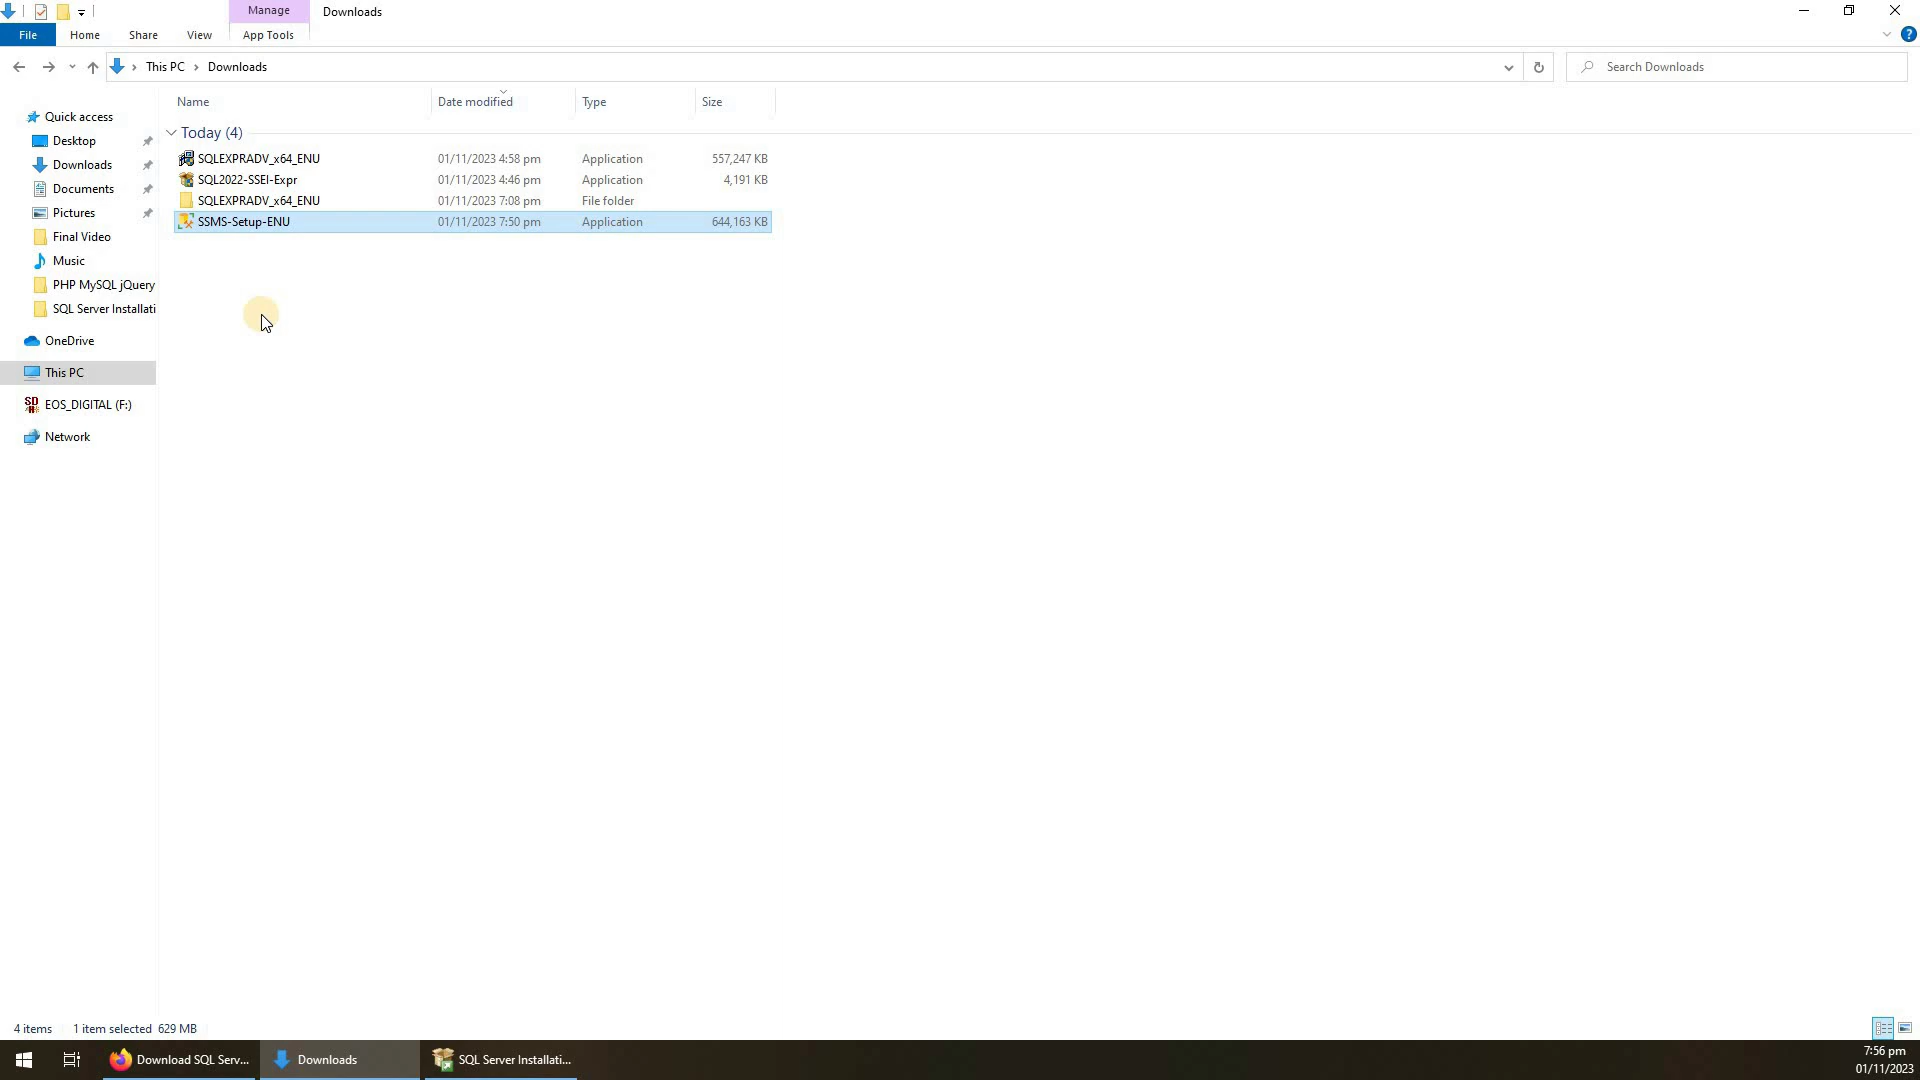 Manage
Downloads
File
Home
Share
View
App Tools
?
This PC
Downloads
Search Downloads
Name
Date modified
Type
Size
Today (4)
SQLEXPRADV_x64_ENU 01/11/2023 4:58 pm Application 557,247 KB
SQL2022-SSEI-Expr 01/11/2023 4:46 pm Application 4,191 KB
SQLEXPRADV_x64_ENU 01/11/2023 7:08 pm File folder
SSMS-Setup-ENU 01/11/2023 7:50 pm Application 644,163 KB
Quick access
Desktop
Downloads
Documents
Pictures
Final Video
Music
PHP MySQL jQuery
SQL Server Installati
OneDrive
This PC
SD EOS_DIGITAL (F:)
Network
4 items 1 item selected 629 MB
Download SQL Serv...
Downloads
SQL Server Installati...
7:56 pm
01/11/2023